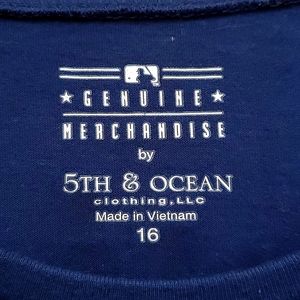 GENUINE
MERCHANDISE
by
5TH & OCEAN
clothing,LLC
Made in Vietnam
16